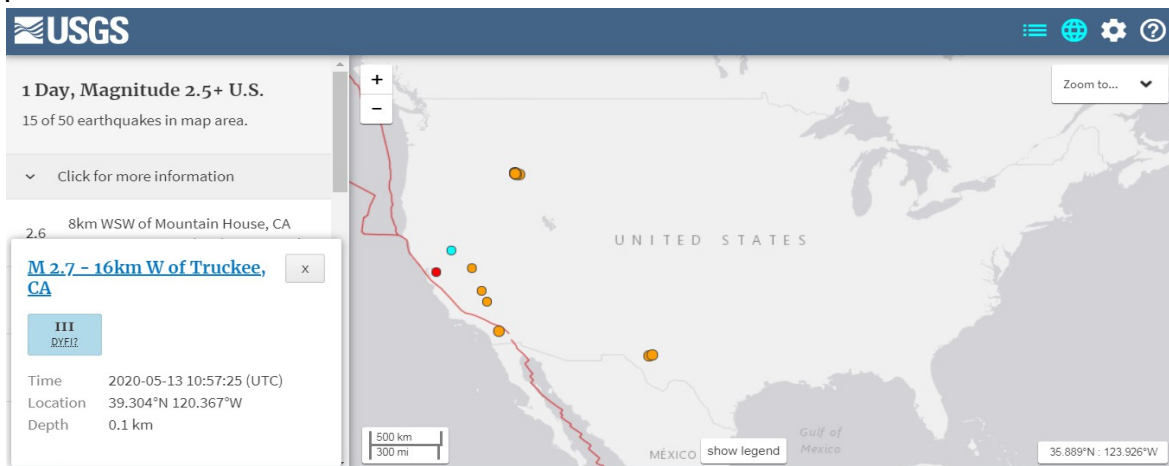 USGS
1 Day, Magnitude 2.5+ U.S.
15 of 50 earthquakes in map area.
Click for more information
2.6
8km WSW of Mountain House, CA
M 2.7 - 16km W of Truckee,
CA
x
III
DYFI?
Time 2020-05-13 10:57:25 (UTC)
Location 39.304°N 120.367°W
Depth 0.1 km
+
−
Zoom to...
UNITED STATES
500 km
300 mi
MÉXICO
show legend
Gulf of
Mexico
35.889°N : 123.926°W